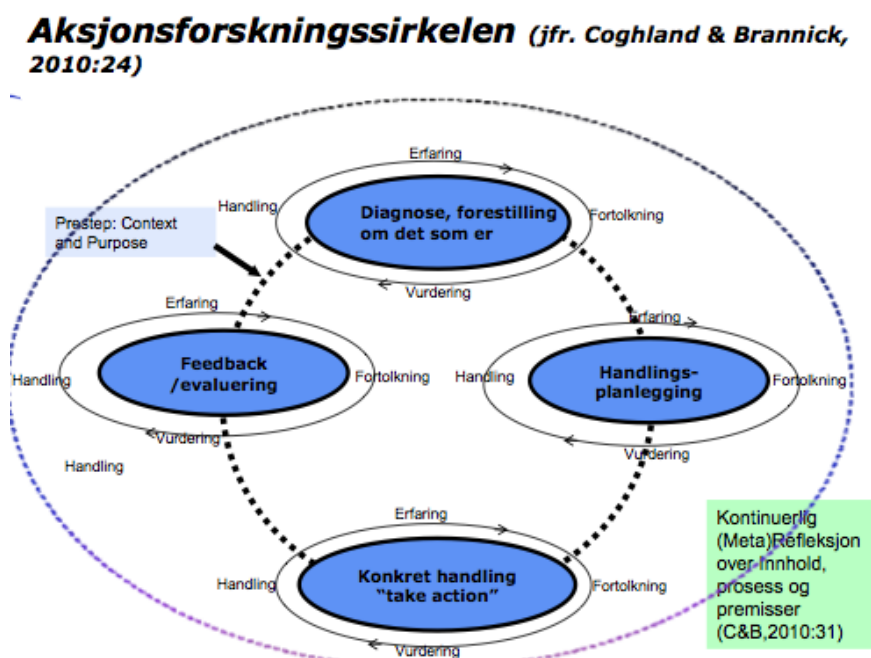 Aksjonsforskningssirkelen (jfr. Coghland & Brannick,
2010:24)
Erfaring
Handling
Diagnose, forestilling
om det som er
Fortolkning
Vurdering
Prestep: Context
and Purpose
Erfaring
Handling
Feedback
/evaluering
Fortolkning
Vurdering
Handling
Erfaring
Handling
Handlings-
planlegging
Fortolkning
Vurdering
Erfaring
Handling
Konkret handling
“take action”
Fortolkning
Vurdering
Kontinuerlig
(Meta)Refleksjon
over Innhold,
prosess og
premisser
(C&B,2010:31)